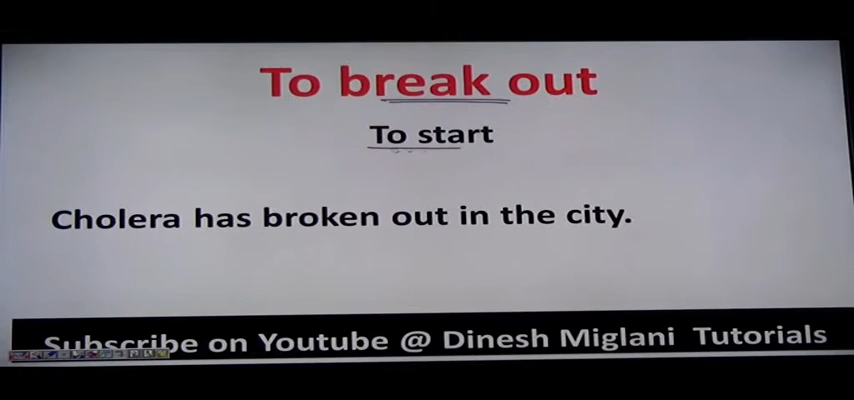 To break out
To start
Cholera has broken out in the city.
Subscribe on Youtube @ Dinesh Miglani Tutorials